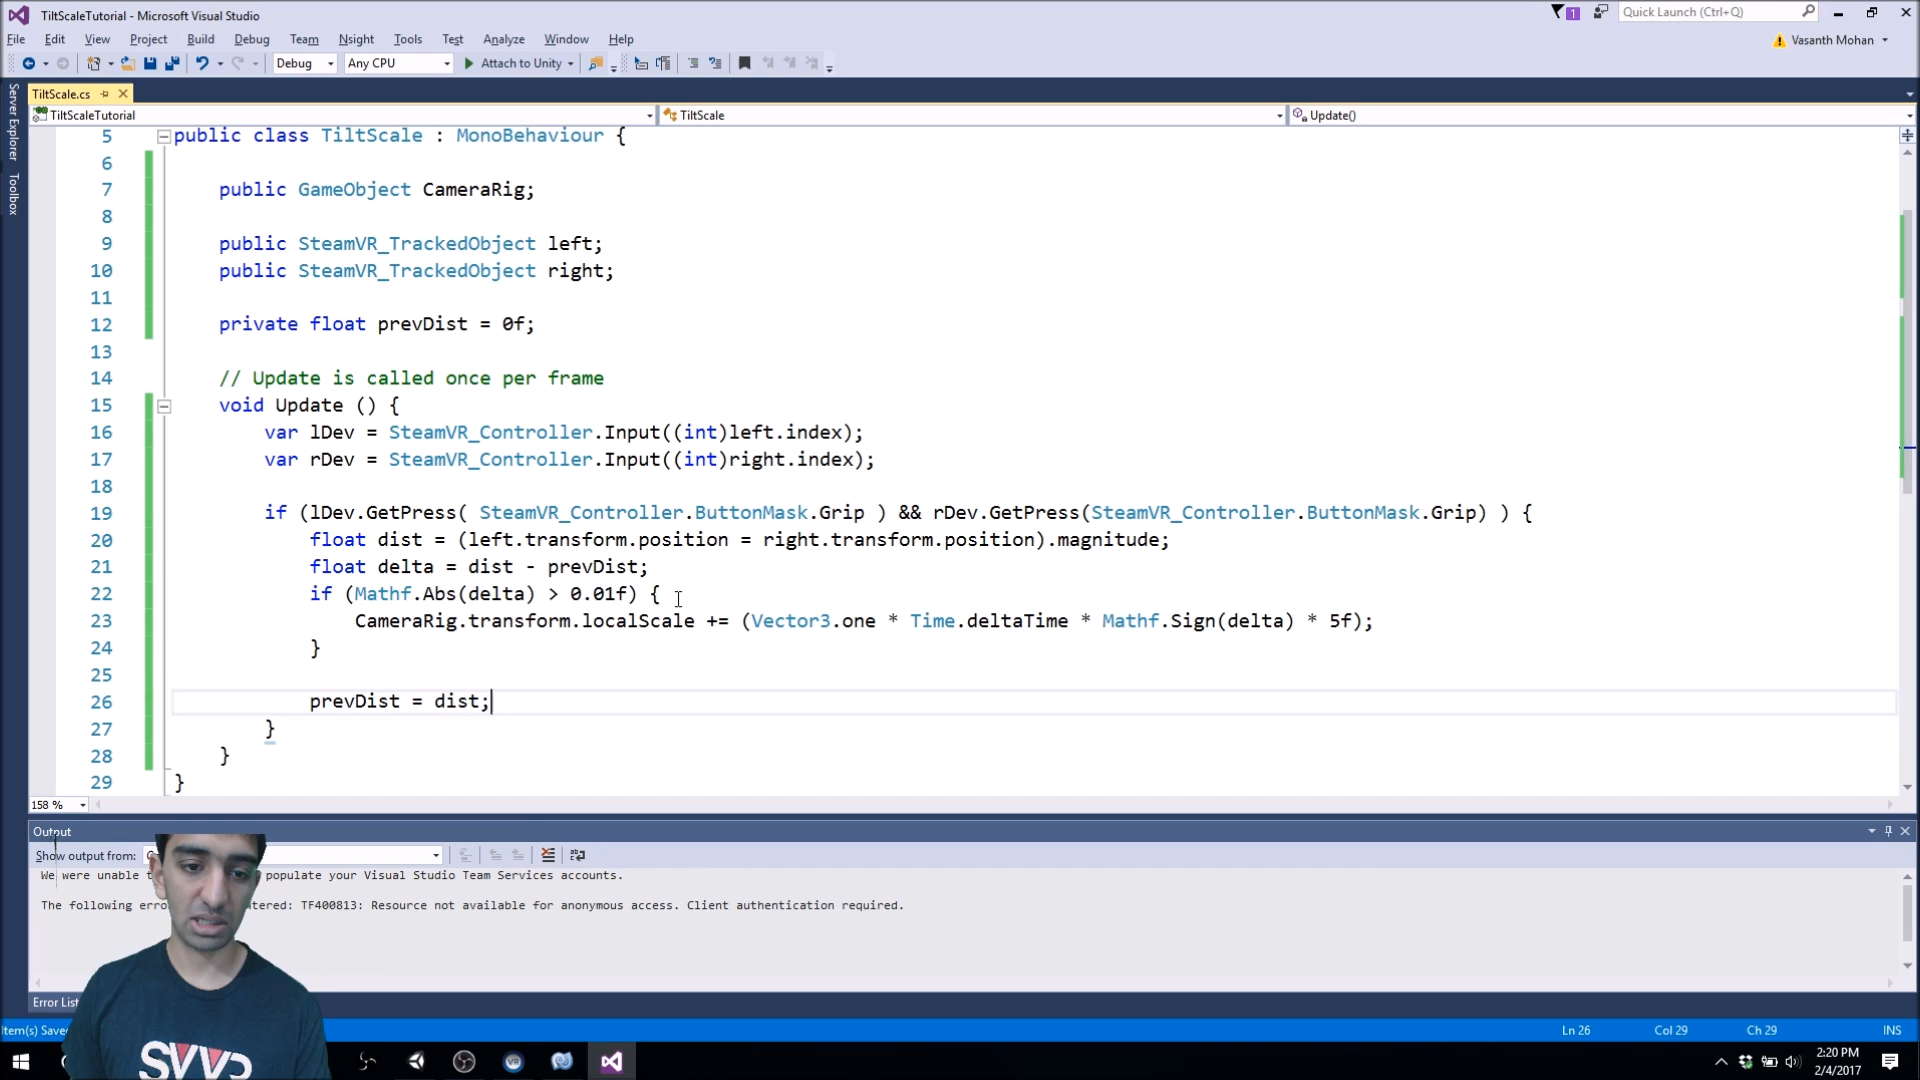 TiltScaleTutorial - Microsoft Visual Studio
1
Quick Launch (Ctrl+Q)
File Edit View Project Build Debug Team Nsight Tools Test Analyze Window Help
Vasanth Mohan
Debug Any CPU Attach to Unity
Server Explorer
Toolbox
TiltScale.cs
TiltScaleTutorial TiltScale Update()
5 public class TiltScale : MonoBehaviour {
6
7 public GameObject CameraRig;
8
9 public SteamVR_TrackedObject left;
10 public SteamVR_TrackedObject right;
11
12 private float prevDist = 0f;
13
14 // Update is called once per frame
15 void Update () {
16 var lDev = SteamVR_Controller.Input((int)left.index);
17 var rDev = SteamVR_Controller.Input((int)right.index);
18
19 if (lDev.GetPress( SteamVR_Controller.ButtonMask.Grip ) && rDev.GetPress(SteamVR_Controller.ButtonMask.Grip) ) {
20 float dist = (left.transform.position = right.transform.position).magnitude;
21 float delta = dist - prevDist;
22 if (Mathf.Abs(delta) > 0.01f) {
23 CameraRig.transform.localScale += (Vector3.one * Time.deltaTime * Mathf.Sign(delta) * 5f);
24 }
25
26 prevDist = dist;
27 }
28 }
29 }
158 %
Output
Show output from:
We were unable populate your Visual Studio Team Services accounts.
The following tered: TF400813: Resource not available for anonymous access. Client authentication required.
Error List
Item(s) Saved Ln 26 Col 29 Ch 29 INS
2:20 PM
2/4/2017
SVVR